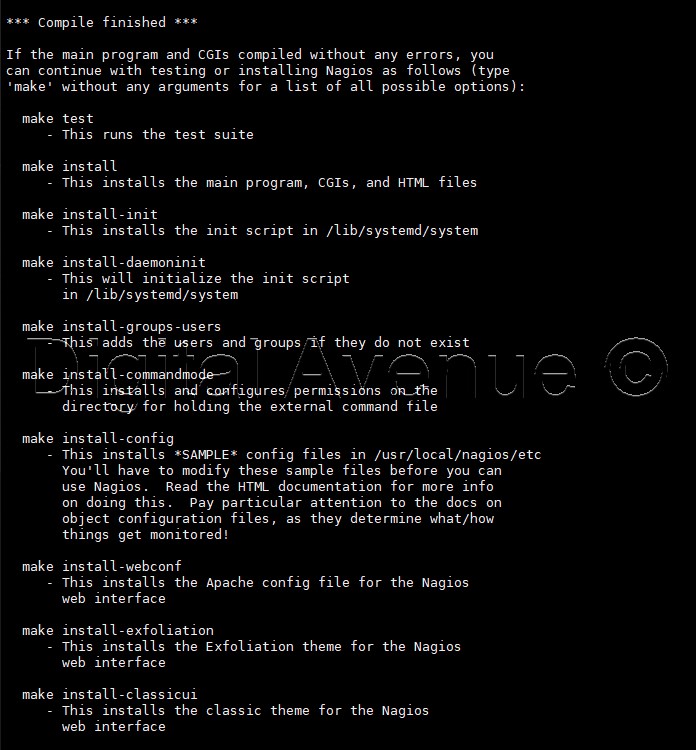 *** Compile finished ***
If the main program and CGIs compiled without any errors, you
can continue with testing or installing Nagios as follows (type
'make' without any arguments for a list of all possible options):
make test
- This runs the test suite
make install
- This installs the main program, CGIs, and HTML files
make install-init
- This installs the init script in /lib/systemd/system
make install-daemoninit
- This will initialize the init script
in /lib/systemd/system
make install-groups-users
- This adds the users and groups if they do not exist
Digital Avenue ©
make install-commandmode
- This installs and configures permissions on the
directory for holding the external command file
make install-config
- This installs *SAMPLE* config files in /usr/local/nagios/etc
You'll have to modify these sample files before you can
use Nagios.  Read the HTML documentation for more info
on doing this.  Pay particular attention to the docs on
object configuration files, as they determine what/how
things get monitored!
make install-webconf
- This installs the Apache config file for the Nagios
web interface
make install-exfoliation
- This installs the Exfoliation theme for the Nagios
web interface
make install-classicui
- This installs the classic theme for the Nagios
web interface